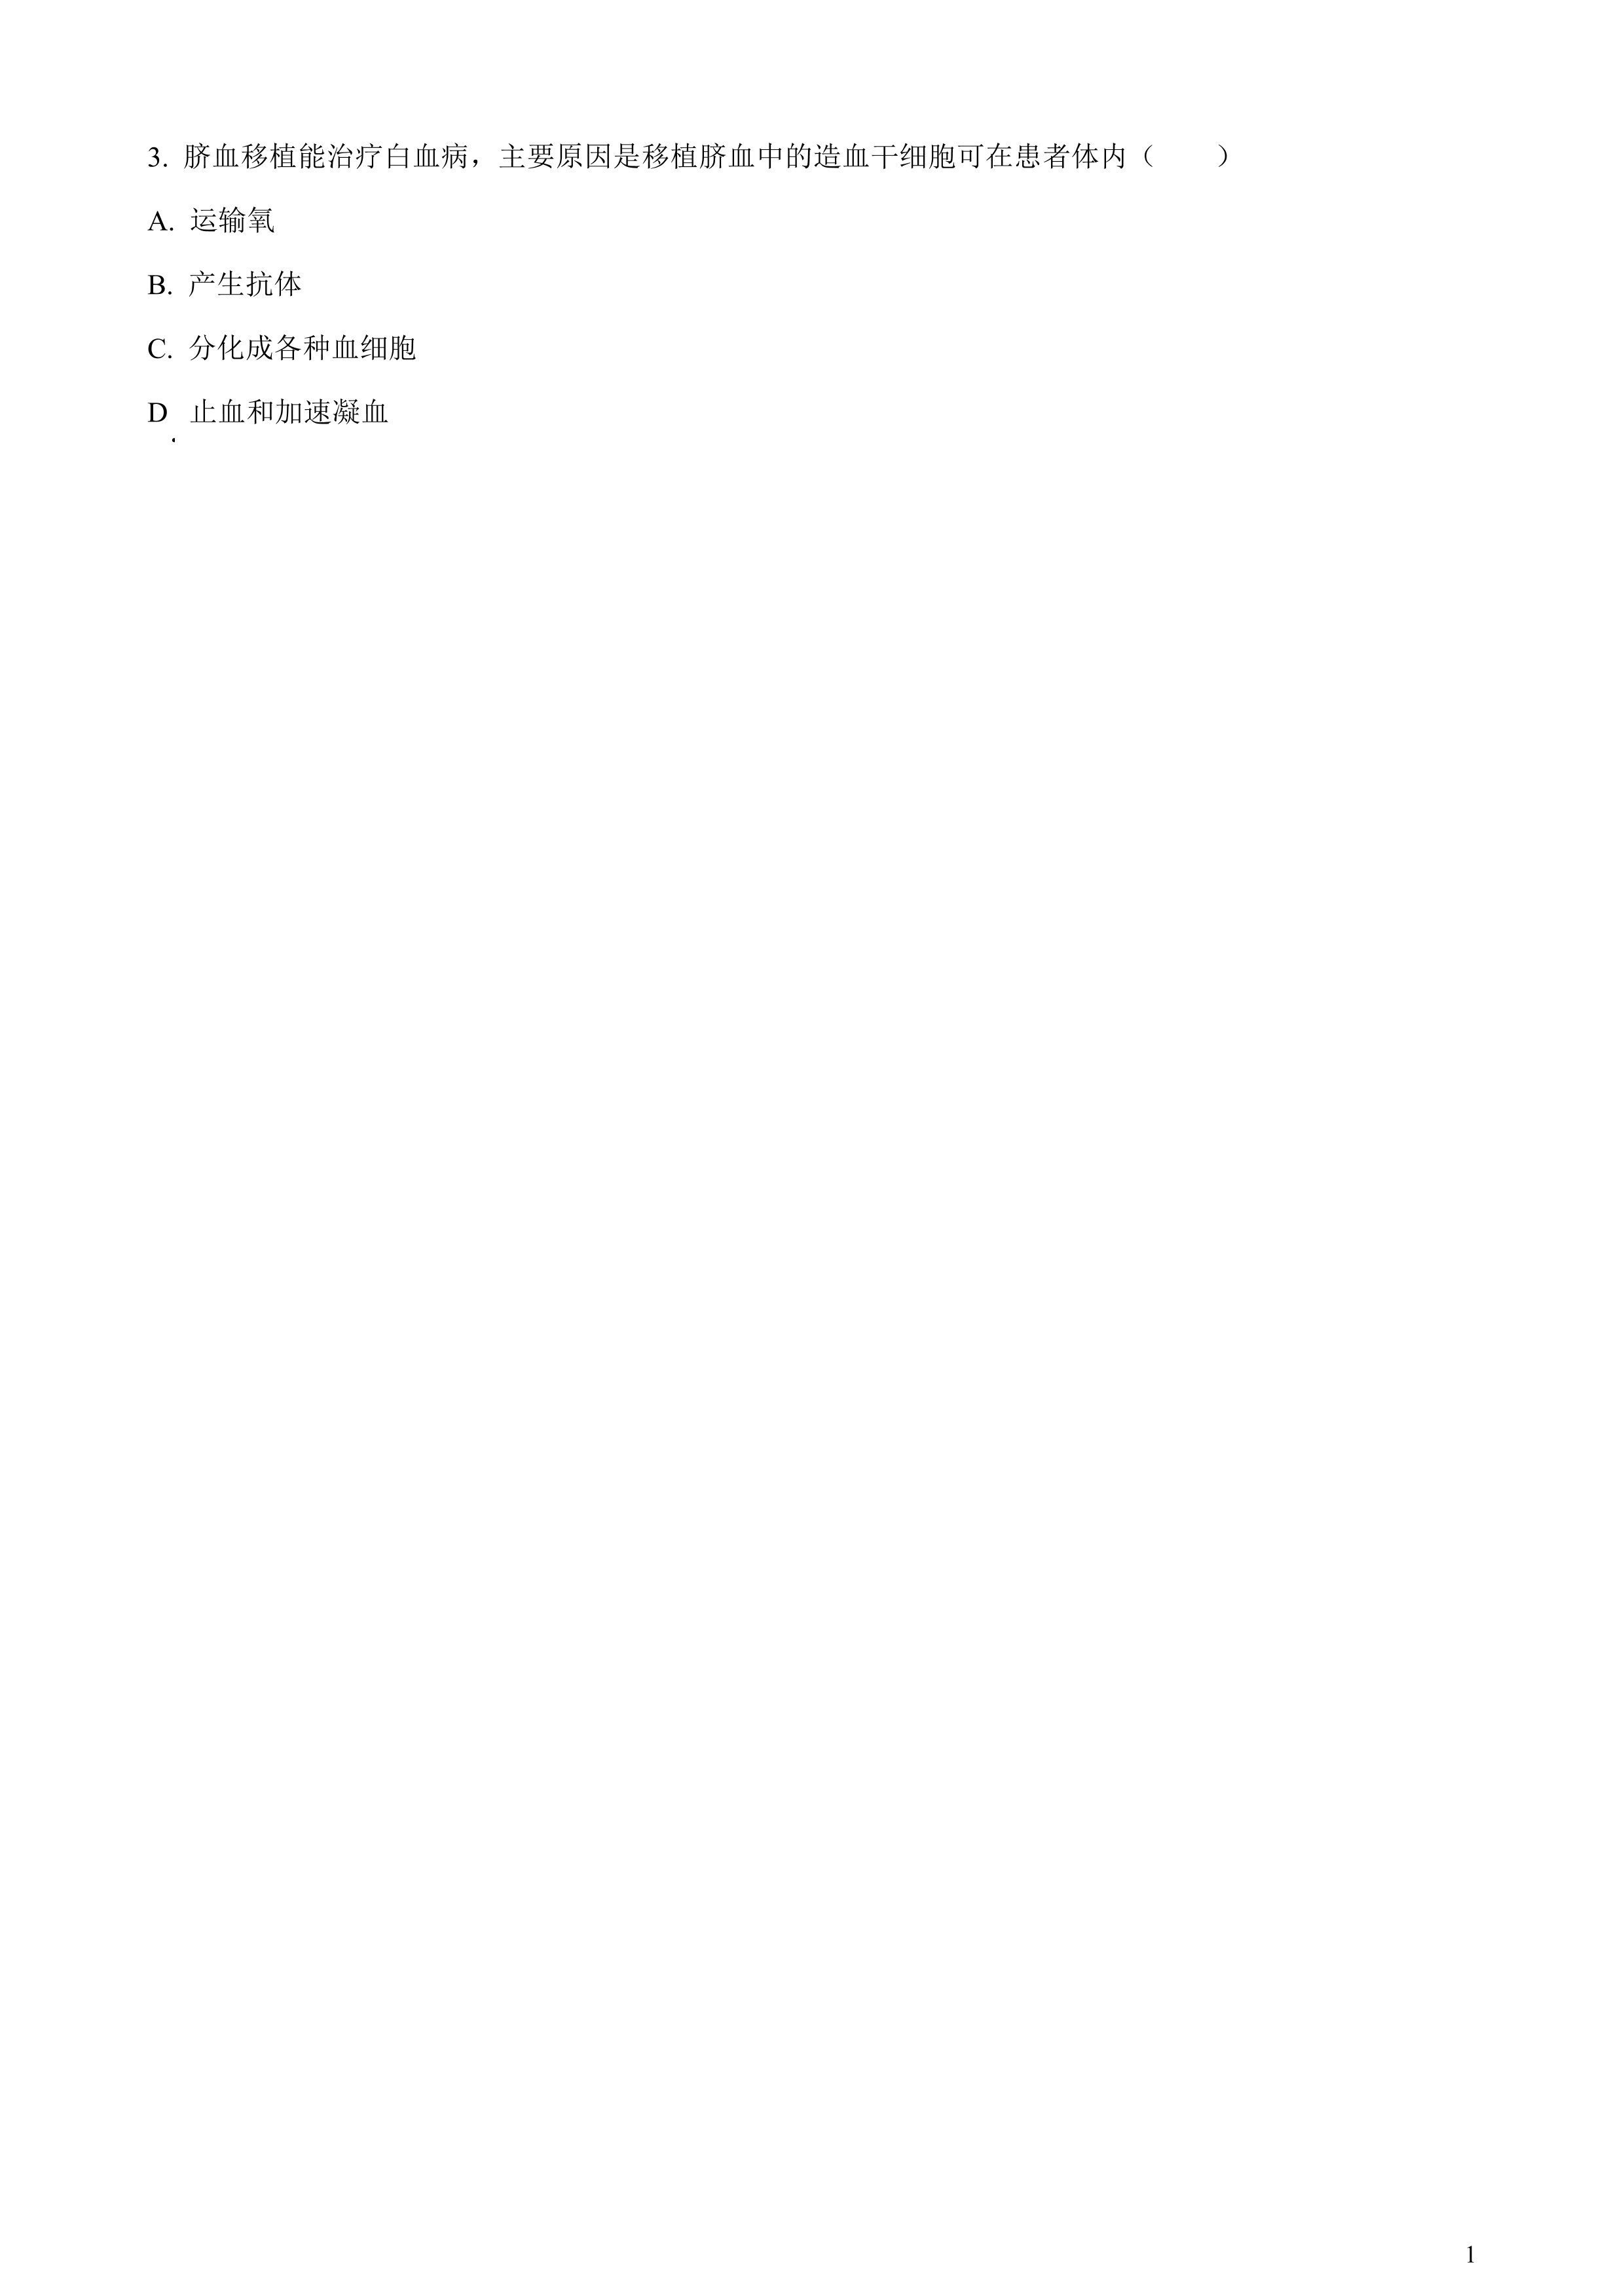 3. 脐血移植能治疗白血病，主要原因是移植脐血中的造血干细胞可在患者体内（　　）
A. 运输氧
B. 产生抗体
C. 分化成各种血细胞
D. 止血和加速凝血
1